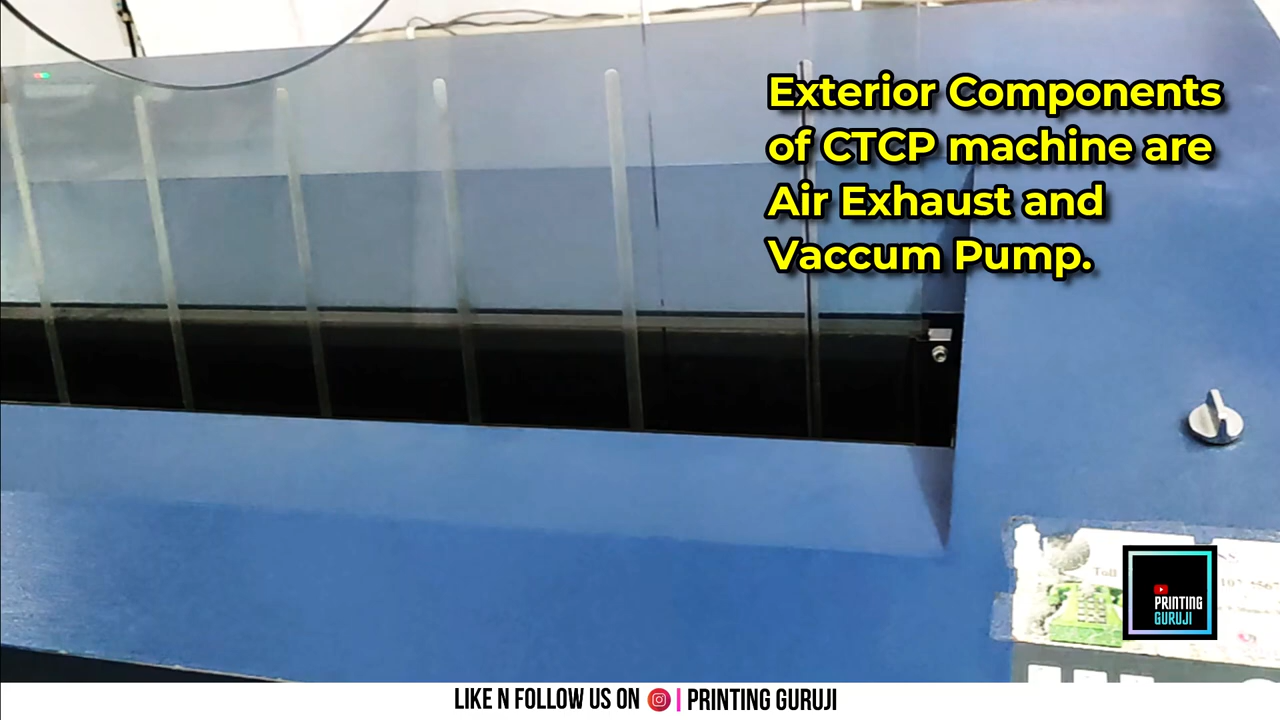 Exterior Components
of CTCP machine are
Air Exhaust and
Vaccum Pump.
Toll
PRINTING
GURUJI
LIKE N FOLLOW US ON | PRINTING GURUJI